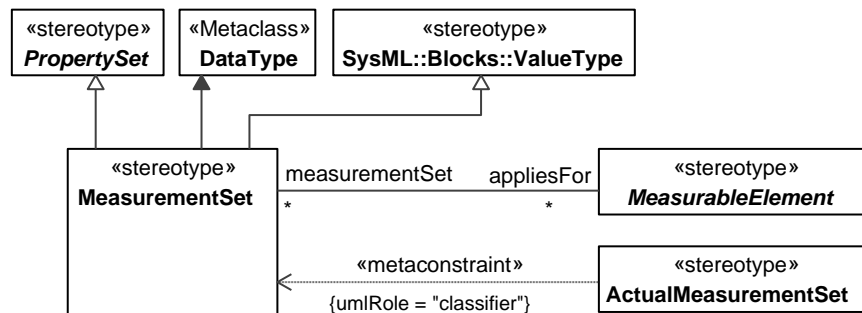 «stereotype»
PropertySet
«Metaclass»
DataType
«stereotype»
SysML::Blocks::ValueType
«stereotype»
MeasurementSet
measurementSet
*
appliesFor
*
«stereotype»
MeasurableElement
«metaconstraint»
{umlRole = "classifier"}
«stereotype»
ActualMeasurementSet